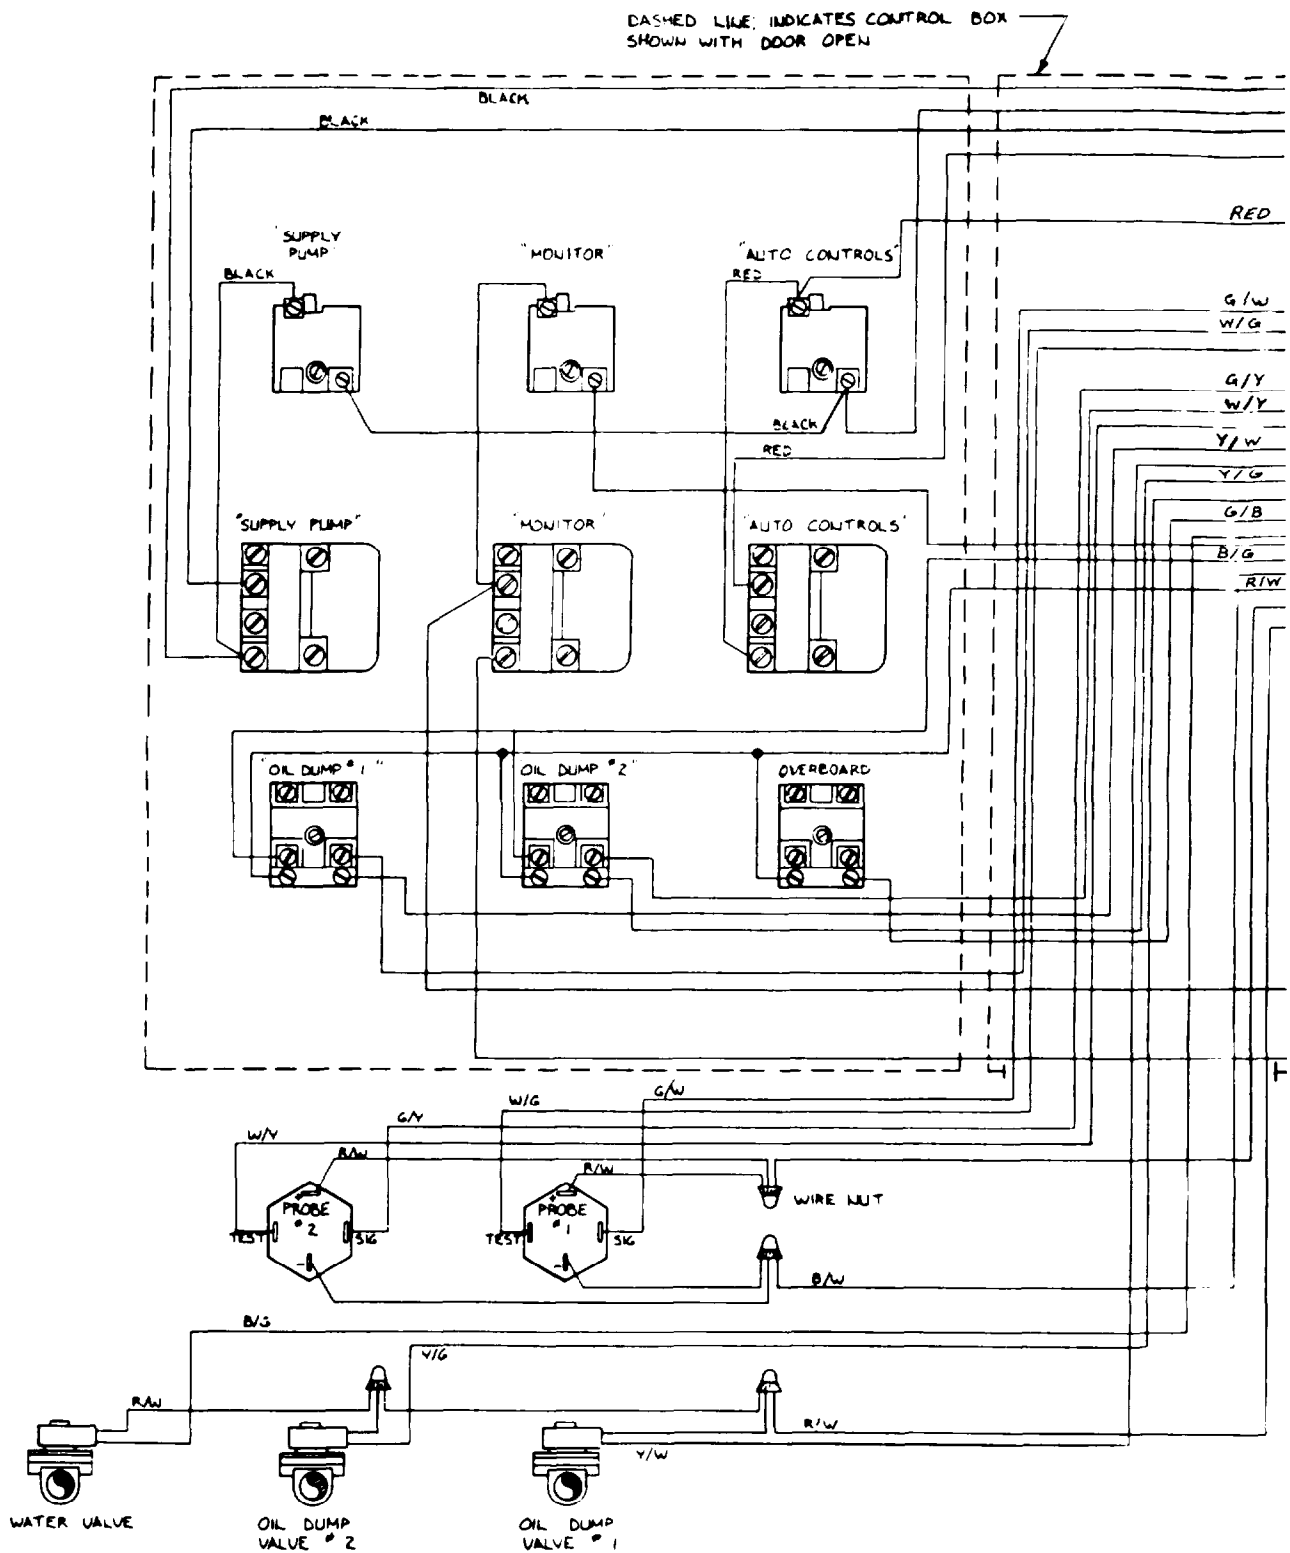 DASHED LINE, INDICATES CONTROL BOX
SHOWN WITH DOOR OPEN
BLACK
BLACK
RED
"SUPPLY
PUMP"
"MONITOR"
"AUTO CONTROLS"
BLACK
RED
G/W
W/G
G/Y
W/Y
BLACK
Y/W
RED
Y/G
G/B
"SUPPLY PUMP"
"MONITOR"
"AUTO CONTROLS"
B/G
R/W
"OIL DUMP #1"
OIL DUMP #2"
OVERBOARD
G/W
W/G
G/Y
W/Y
R/W
R/W
WIRE NUT
+
PROBE
#2
TEST
SIG
-
+
PROBE
#1
TEST
SIG
-
B/W
B/G
Y/G
R/W
R/W
Y/W
WATER VALVE
OIL DUMP
VALVE #2
OIL DUMP
VALVE #1